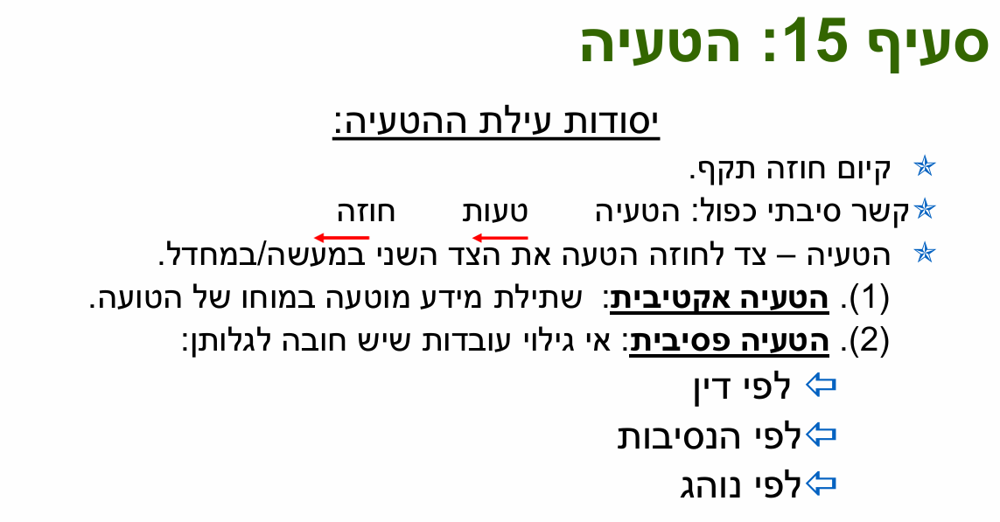 סעיף 15: הטעיה
יסודות עילת ההטעיה:
קיום חוזה תקף.
קשר סיבתי כפול: הטעיה טעות חוזה
הטעיה – צד לחוזה הטעה את הצד השני במעשה/במחדל.
(1). הטעיה אקטיבית: שתילת מידע מוטעה במוחו של הטועה.
(2). הטעיה פסיבית: אי גילוי עובדות שיש חובה לגלותן:
לפי דין
לפי הנסיבות
לפי נוהג